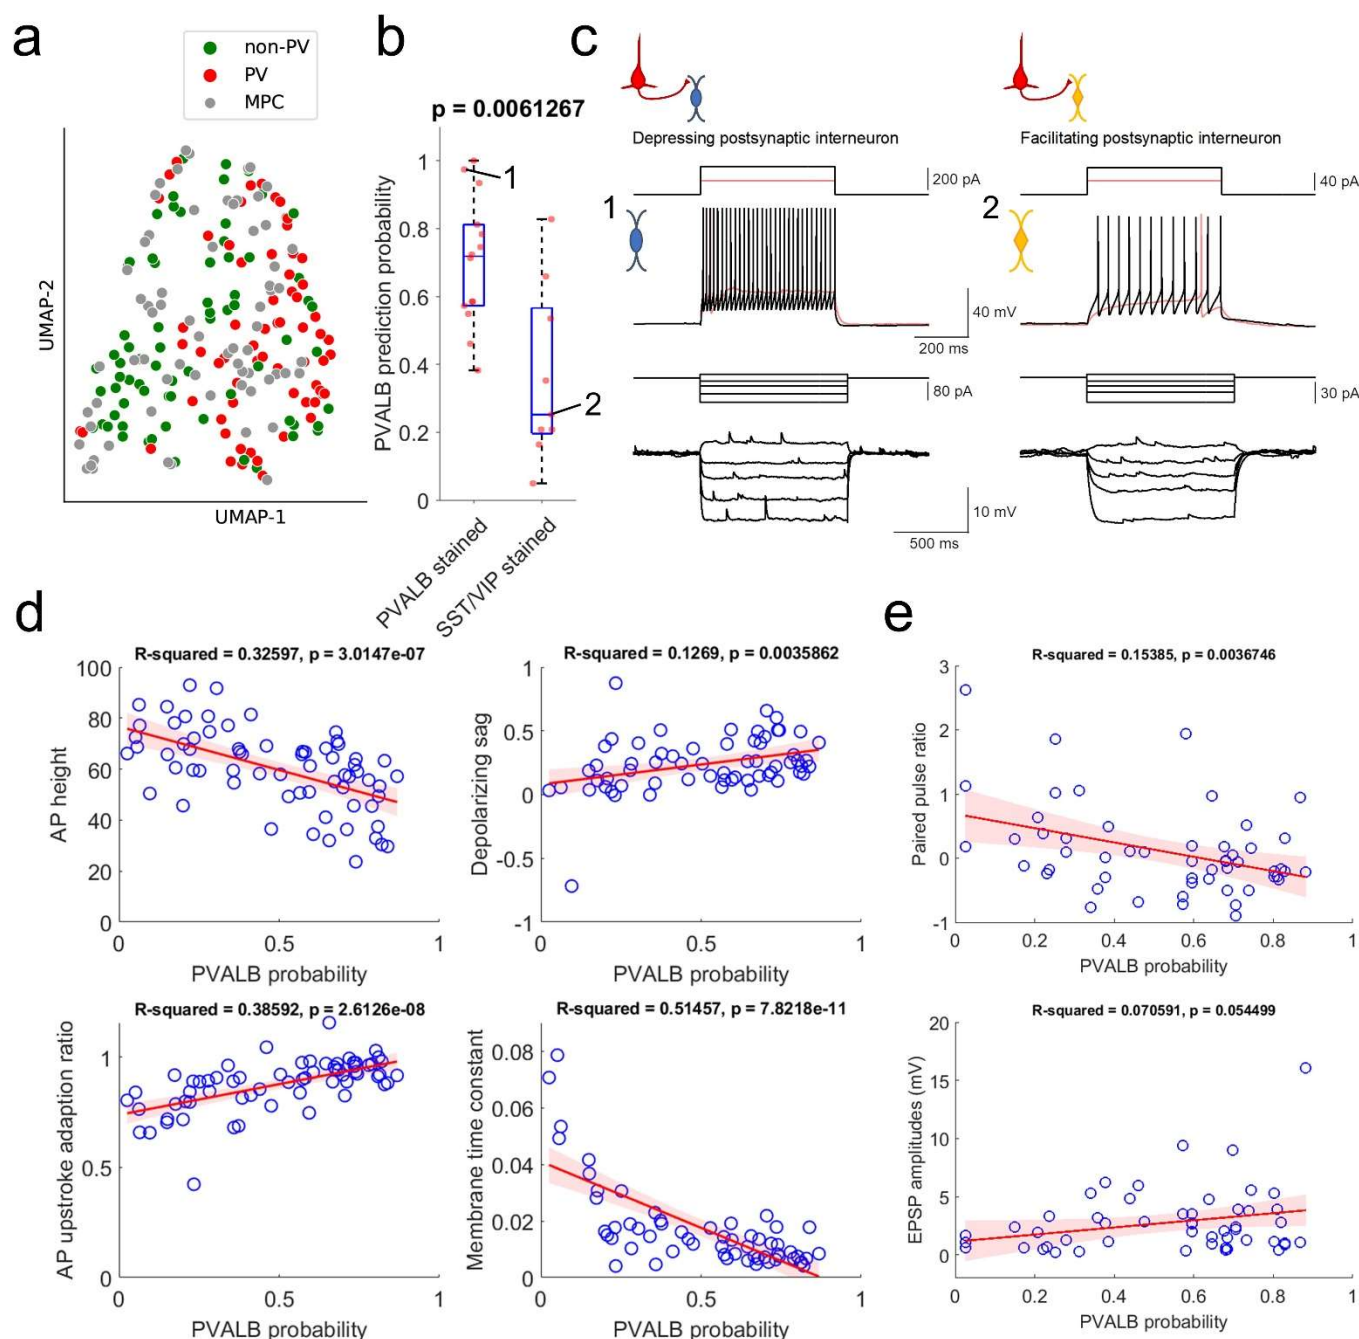 a
non-PV
PV
MPC
UMAP-2
UMAP-1
b
p = 0.0061267
PVALB prediction probability
1
0.8
0.6
0.4
0.2
0
1
2
PVALB stained
SST/VIP stained
c
Depressing postsynaptic interneuron
200 pA
1
40 mV
200 ms
80 pA
10 mV
500 ms
Facilitating postsynaptic interneuron
40 pA
2
30 pA
d
R-squared = 0.32597, p = 3.0147e-07
AP height
100
80
60
40
20
0
0 0.5 1
PVALB probability
R-squared = 0.1269, p = 0.0035862
Depolarizing sag
1
0.5
0
-0.5
-1
0 0.5 1
PVALB probability
R-squared = 0.38592, p = 2.6126e-08
AP upstroke adaption ratio
1
0.5
0
0 0.5 1
PVALB probability
R-squared = 0.51457, p = 7.8218e-11
Membrane time constant
0.08
0.06
0.04
0.02
0
0 0.5 1
PVALB probability
e
R-squared = 0.15385, p = 0.0036746
Paired pulse ratio
3
2
1
0
-1
0 0.2 0.4 0.6 0.8 1
PVALB probability
R-squared = 0.070591, p = 0.054499
EPSP amplitudes (mV)
20
15
10
5
0
0 0.2 0.4 0.6 0.8 1
PVALB probability